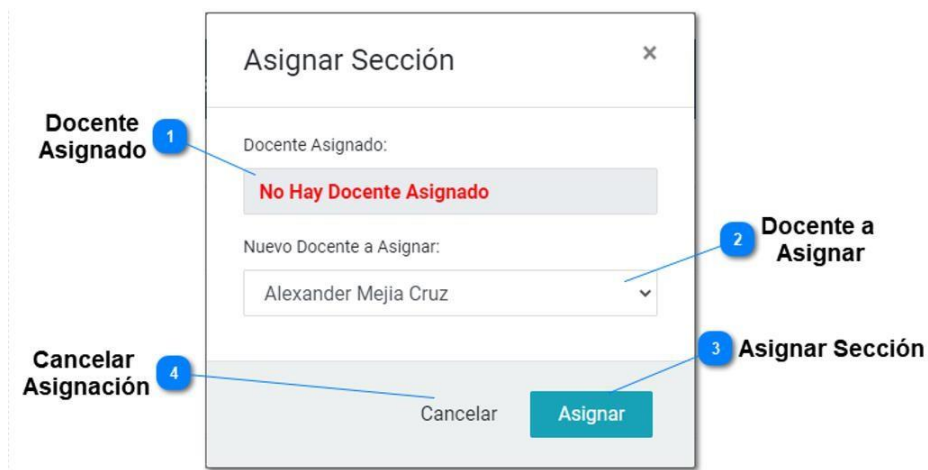 Asignar Sección
×
Docente
Asignado
1
Docente Asignado:
No Hay Docente Asignado
Nuevo Docente a Asignar:
2
Docente a
Asignar
Alexander Mejia Cruz
Cancelar
Asignación
4
3
Asignar Sección
Cancelar
Asignar